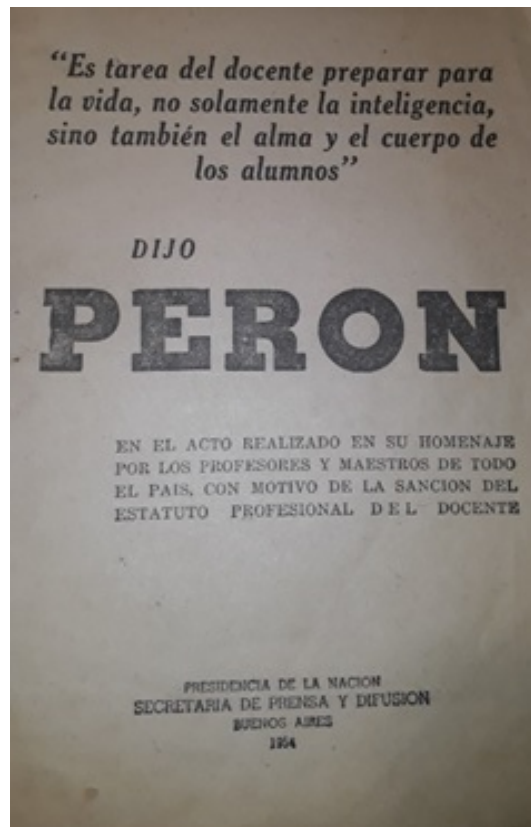 “Es tarea del docente preparar para
la vida, no solamente la inteligencia,
sino también el alma y el cuerpo de
los alumnos”
DIJO
PERON
EN EL ACTO REALIZADO EN SU HOMENAJE
POR LOS PROFESORES Y MAESTROS DE TODO
EL PAIS, CON MOTIVO DE LA SANCION DEL
ESTATUTO PROFESIONAL DEL DOCENTE
PRESIDENCIA DE LA NACION
SECRETARIA DE PRENSA Y DIFUSION
BUENOS AIRES
1954